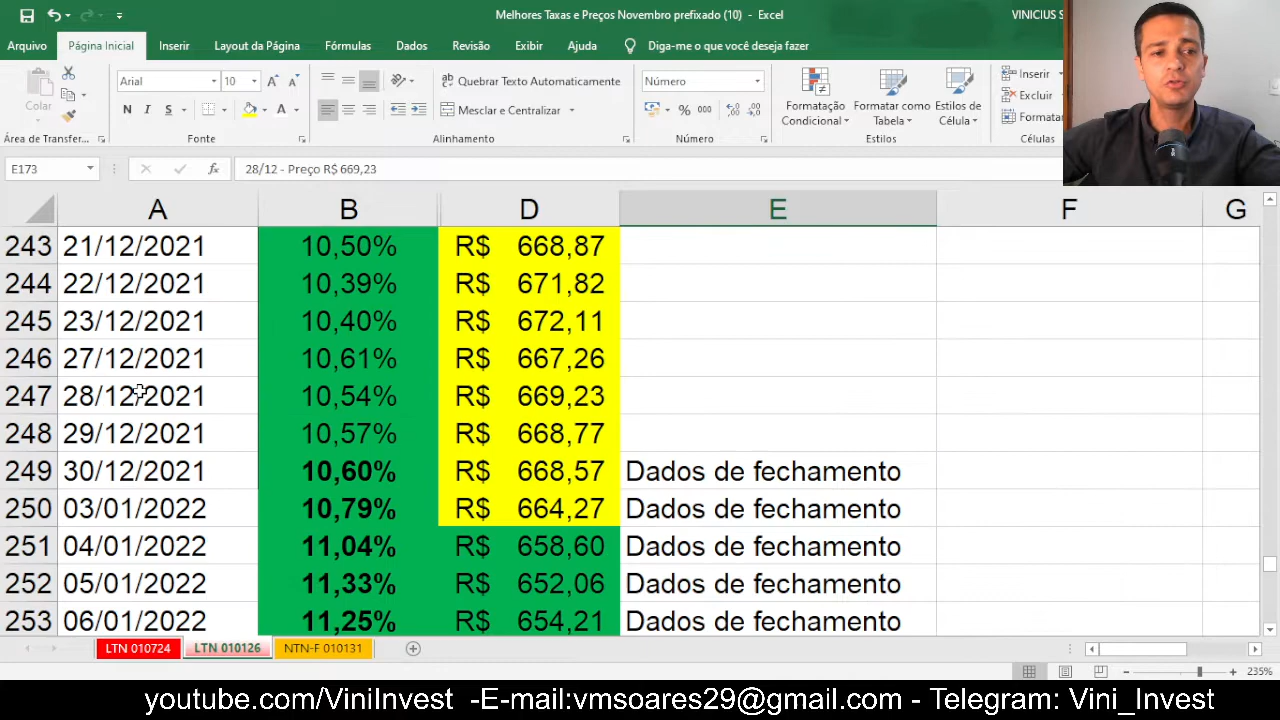 Melhores Taxas e Preços Novembro prefixado (10) - Excel
VINICIUS S
Arquivo Página Inicial Inserir Layout da Página Fórmulas Dados Revisão Exibir Ajuda Diga-me o que você deseja fazer
Colar
Arial 10
N I S
Quebrar Texto Automaticamente
Mesclar e Centralizar
Número
% 000
Formatação Condicional
Formatar como Tabela
Estilos de Célula
Inserir
Excluir
Formatar
Área de Transfer... Fonte Alinhamento Número Estilos Células
E173 fx 28/12 - Preço R$ 669,23
A B D E F G
243 21/12/2021 10,50% R$ 668,87
244 22/12/2021 10,39% R$ 671,82
245 23/12/2021 10,40% R$ 672,11
246 27/12/2021 10,61% R$ 667,26
247 28/12/2021 10,54% R$ 669,23
248 29/12/2021 10,57% R$ 668,77
249 30/12/2021 10,60% R$ 668,57 Dados de fechamento
250 03/01/2022 10,79% R$ 664,27 Dados de fechamento
251 04/01/2022 11,04% R$ 658,60 Dados de fechamento
252 05/01/2022 11,33% R$ 652,06 Dados de fechamento
253 06/01/2022 11,25% R$ 654,21 Dados de fechamento
LTN 010724 LTN 010126 NTN-F 010131
235%
youtube.com/ViniInvest -E-mail:vmsoares29@gmail.com - Telegram: Vini_Invest